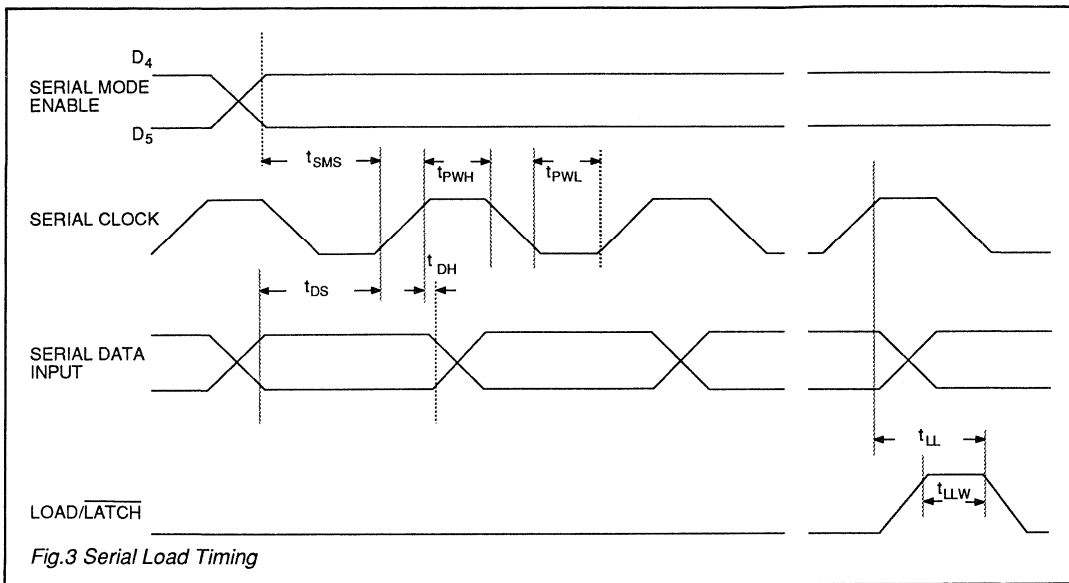 D4
SERIAL MODE
ENABLE
D5
tSMS
tPWH
tPWL
SERIAL CLOCK
tDH
tDS
SERIAL DATA
INPUT
tLL
tLLW
LOAD/LATCH
Fig.3 Serial Load Timing